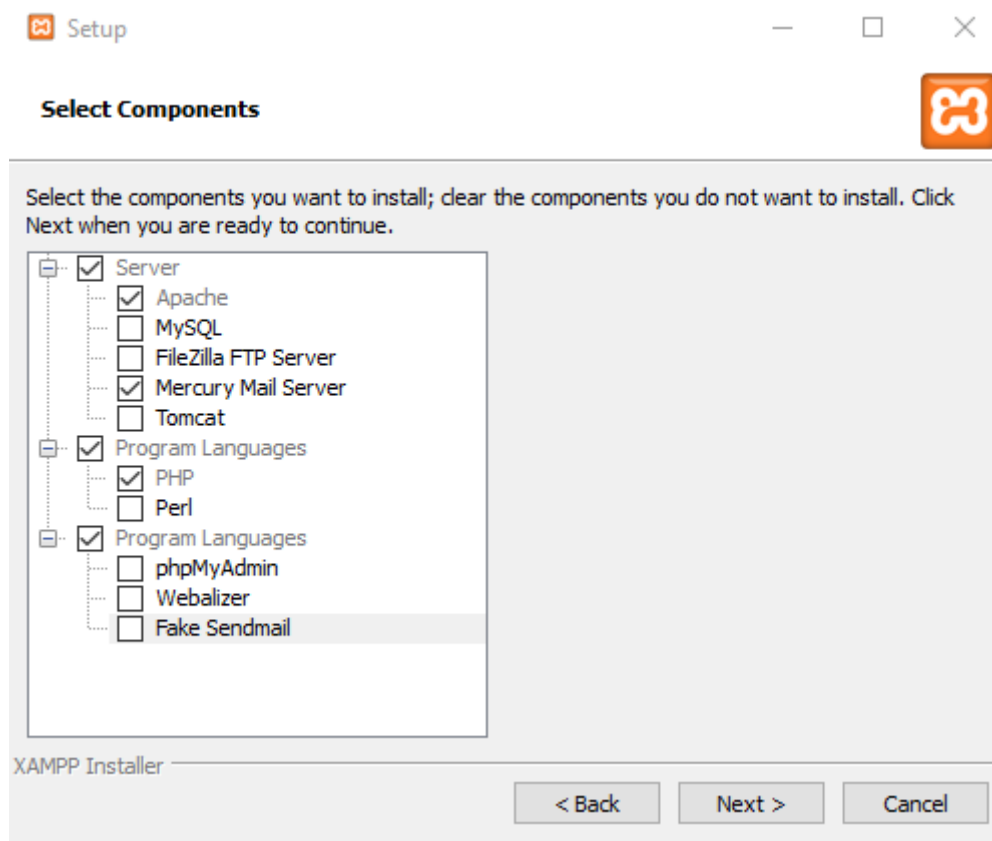 Setup
Select Components
Select the components you want to install; clear the components you do not want to install. Click
Next when you are ready to continue.
Server
Apache
MySQL
FileZilla FTP Server
Mercury Mail Server
Tomcat
Program Languages
PHP
Perl
Program Languages
phpMyAdmin
Webalizer
Fake Sendmail
XAMPP Installer
< Back Next > Cancel